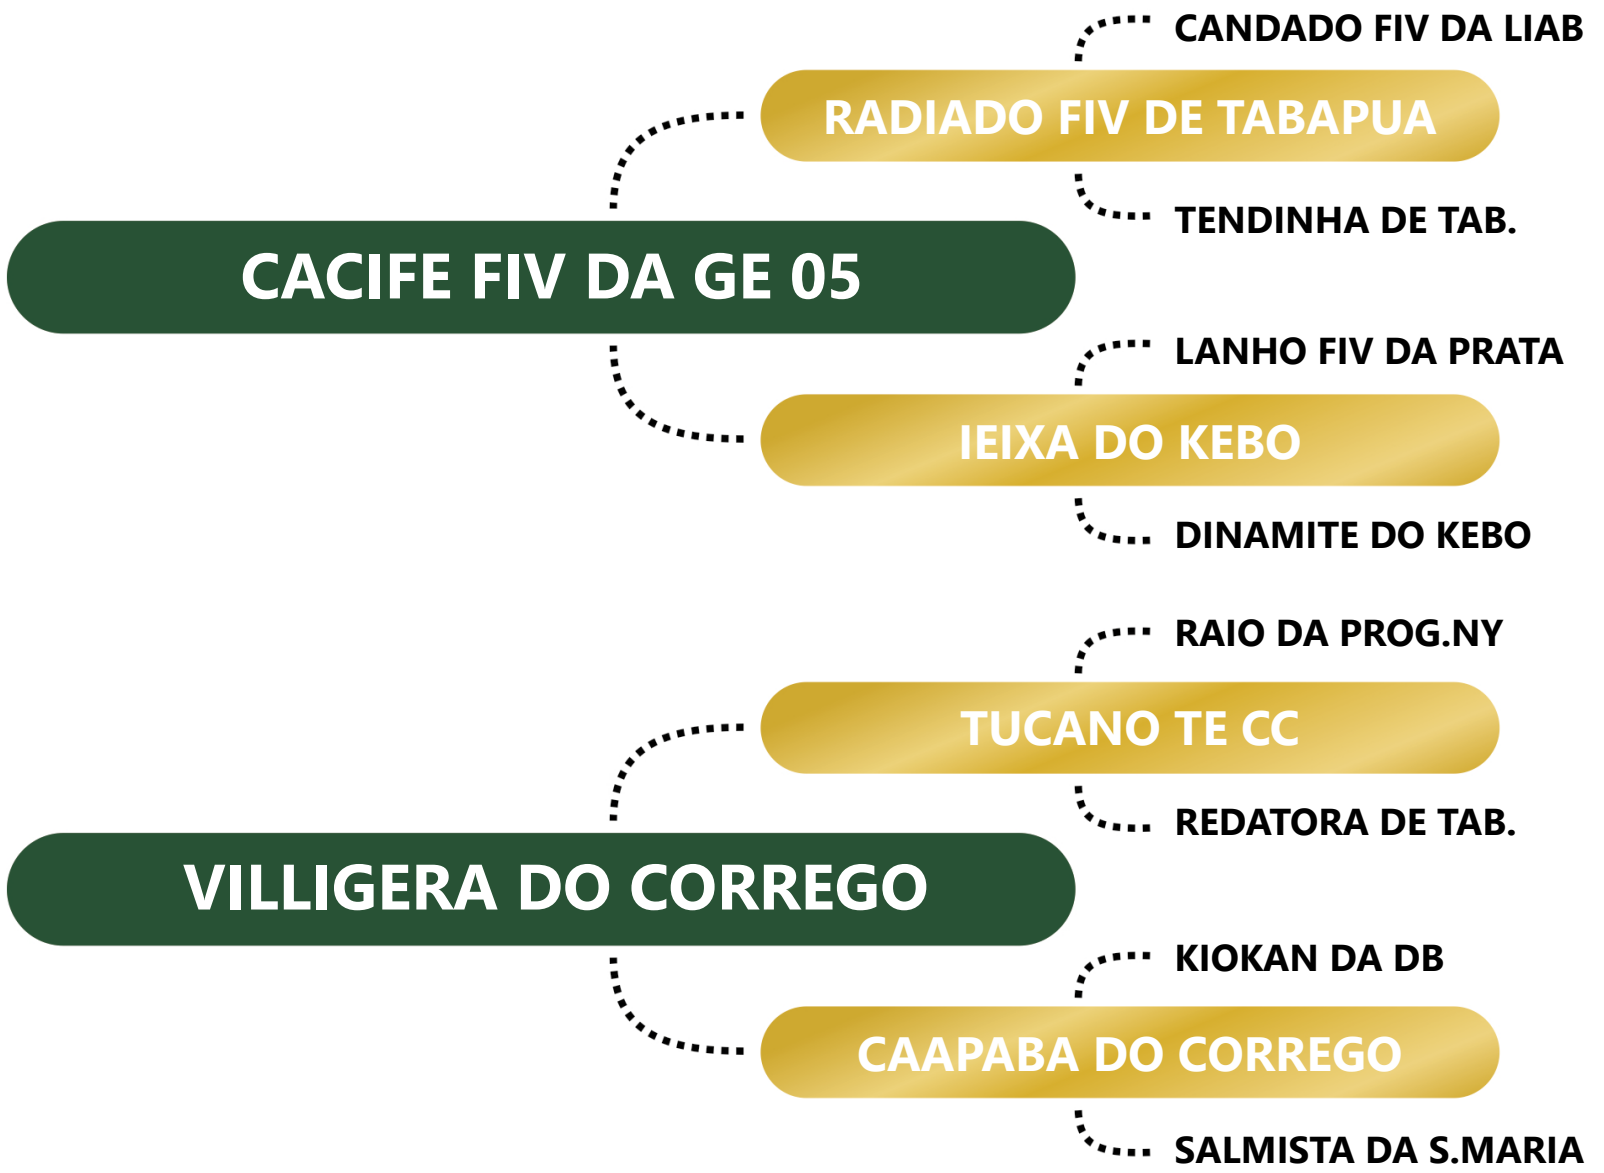 CANDADO FIV DA LIAB
RADIADO FIV DE TABAPUA
TENDINHA DE TAB.
CACIFE FIV DA GE 05
LANHO FIV DA PRATA
IEIXA DO KEBO
DINAMITE DO KEBO
RAIO DA PROG.NY
TUCANO TE CC
REDATORA DE TAB.
VILLIGERA DO CORREGO
KIOKAN DA DB
CAAPABA DO CORREGO
SALMISTA DA S.MARIA